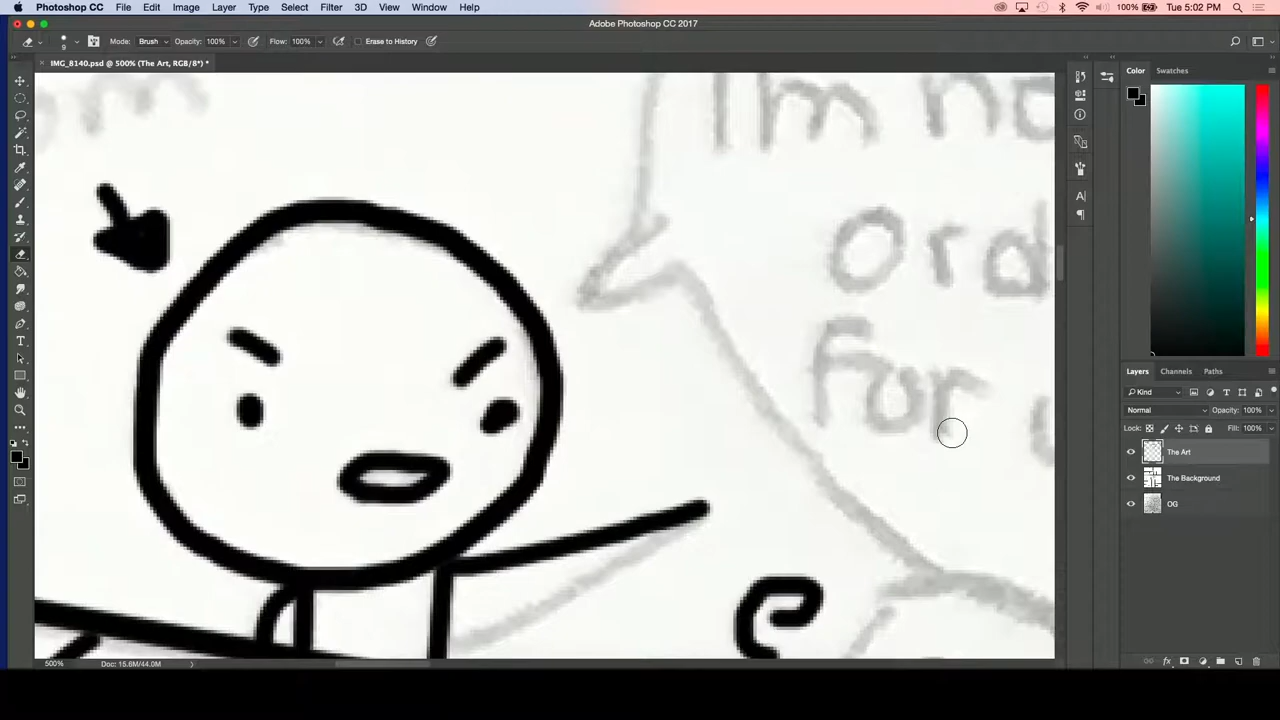 Photoshop CC File Edit Image Layer Type Select Filter 3D View Window Help 100% Tue 5:02 PM
Adobe Photoshop CC 2017
9 Mode: Brush Opacity: 100% Flow: 100% Erase to History
IMG_8140.psd @ 500% (The Art, RGB/8*) *
Color Swatches
Im no
ord
for
Layers Channels Paths
Kind
Normal Opacity: 100%
Lock: Fill: 100%
The Art
The Background
OG
500% Doc: 15.6M/44.0M